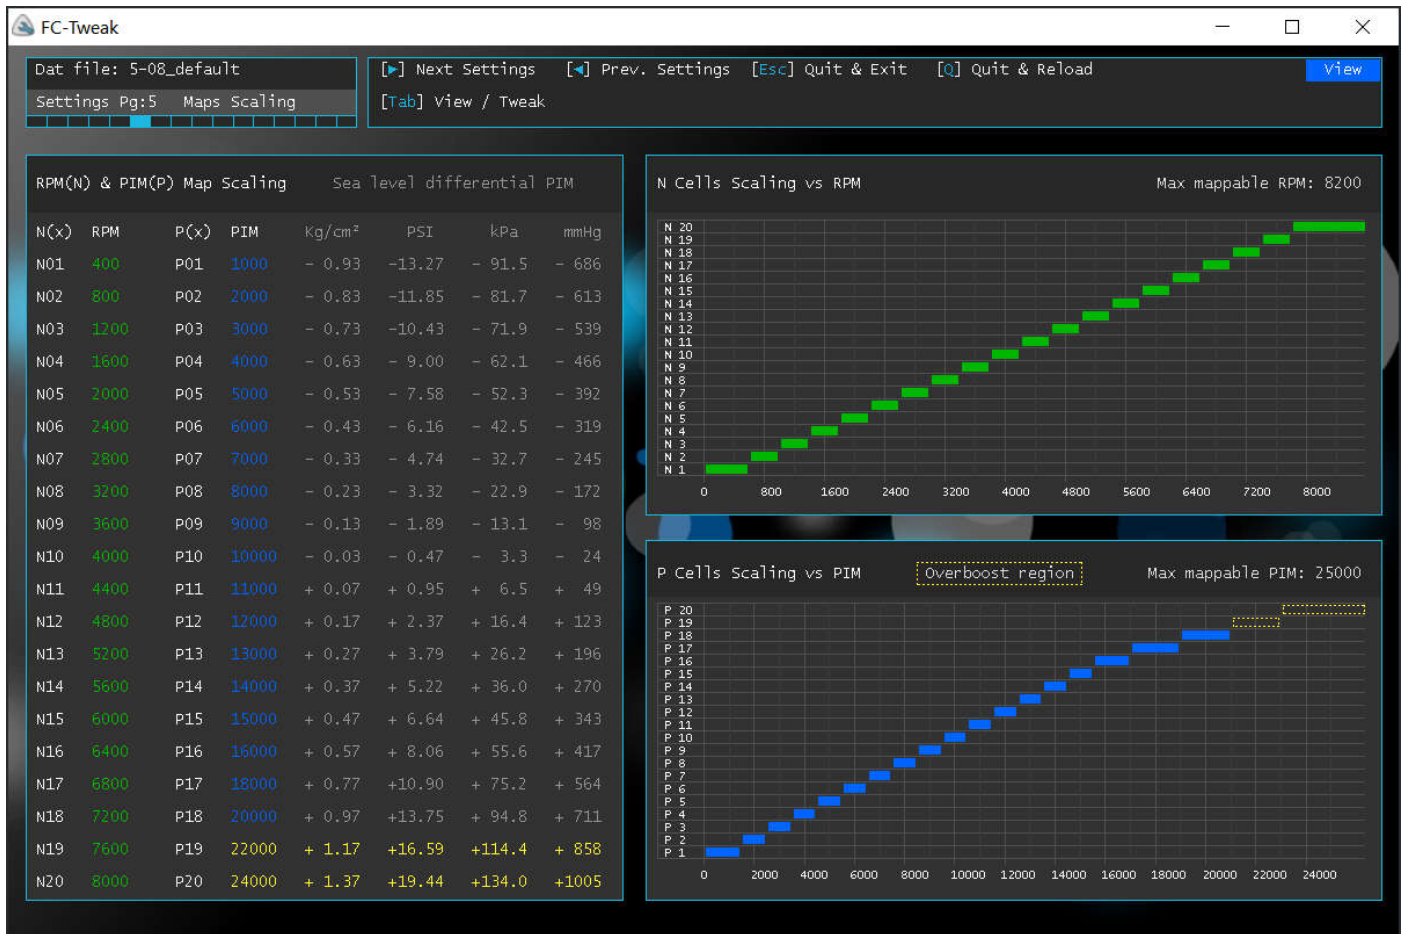 FC-Tweak
Dat file: 5-08_default
Settings Pg:5 Maps Scaling
[►] Next Settings [◄] Prev. Settings [Esc] Quit & Exit [Q] Quit & Reload View
[Tab] View / Tweak
RPM(N) & PIM(P) Map Scaling Sea level differential PIM
N(x) RPM P(x) PIM Kg/cm² PSI kPa mmHg
N01 400 P01 1000 - 0.93 -13.27 - 91.5 - 686
N02 800 P02 2000 - 0.83 -11.85 - 81.7 - 613
N03 1200 P03 3000 - 0.73 -10.43 - 71.9 - 539
N04 1600 P04 4000 - 0.63 - 9.00 - 62.1 - 466
N05 2000 P05 5000 - 0.53 - 7.58 - 52.3 - 392
N06 2400 P06 6000 - 0.43 - 6.16 - 42.5 - 319
N07 2800 P07 7000 - 0.33 - 4.74 - 32.7 - 245
N08 3200 P08 8000 - 0.23 - 3.32 - 22.9 - 172
N09 3600 P09 9000 - 0.13 - 1.89 - 13.1 - 98
N10 4000 P10 10000 - 0.03 - 0.47 - 3.3 - 24
N11 4400 P11 11000 + 0.07 + 0.95 + 6.5 + 49
N12 4800 P12 12000 + 0.17 + 2.37 + 16.4 + 123
N13 5200 P13 13000 + 0.27 + 3.79 + 26.2 + 196
N14 5600 P14 14000 + 0.37 + 5.22 + 36.0 + 270
N15 6000 P15 15000 + 0.47 + 6.64 + 45.8 + 343
N16 6400 P16 16000 + 0.57 + 8.06 + 55.6 + 417
N17 6800 P17 18000 + 0.77 +10.90 + 75.2 + 564
N18 7200 P18 20000 + 0.97 +13.75 + 94.8 + 711
N19 7600 P19 22000 + 1.17 +16.59 +114.4 + 858
N20 8000 P20 24000 + 1.37 +19.44 +134.0 +1005
N Cells Scaling vs RPM Max mappable RPM: 8200
N 20
N 19
N 18
N 17
N 16
N 15
N 14
N 13
N 12
N 11
N 10
N 9
N 8
N 7
N 6
N 5
N 4
N 3
N 2
N 1
0 800 1600 2400 3200 4000 4800 5600 6400 7200 8000
P Cells Scaling vs PIM Overboost region Max mappable PIM: 25000
P 20
P 19
P 18
P 17
P 16
P 15
P 14
P 13
P 12
P 11
P 10
P 9
P 8
P 7
P 6
P 5
P 4
P 3
P 2
P 1
0 2000 4000 6000 8000 10000 12000 14000 16000 18000 20000 22000 24000